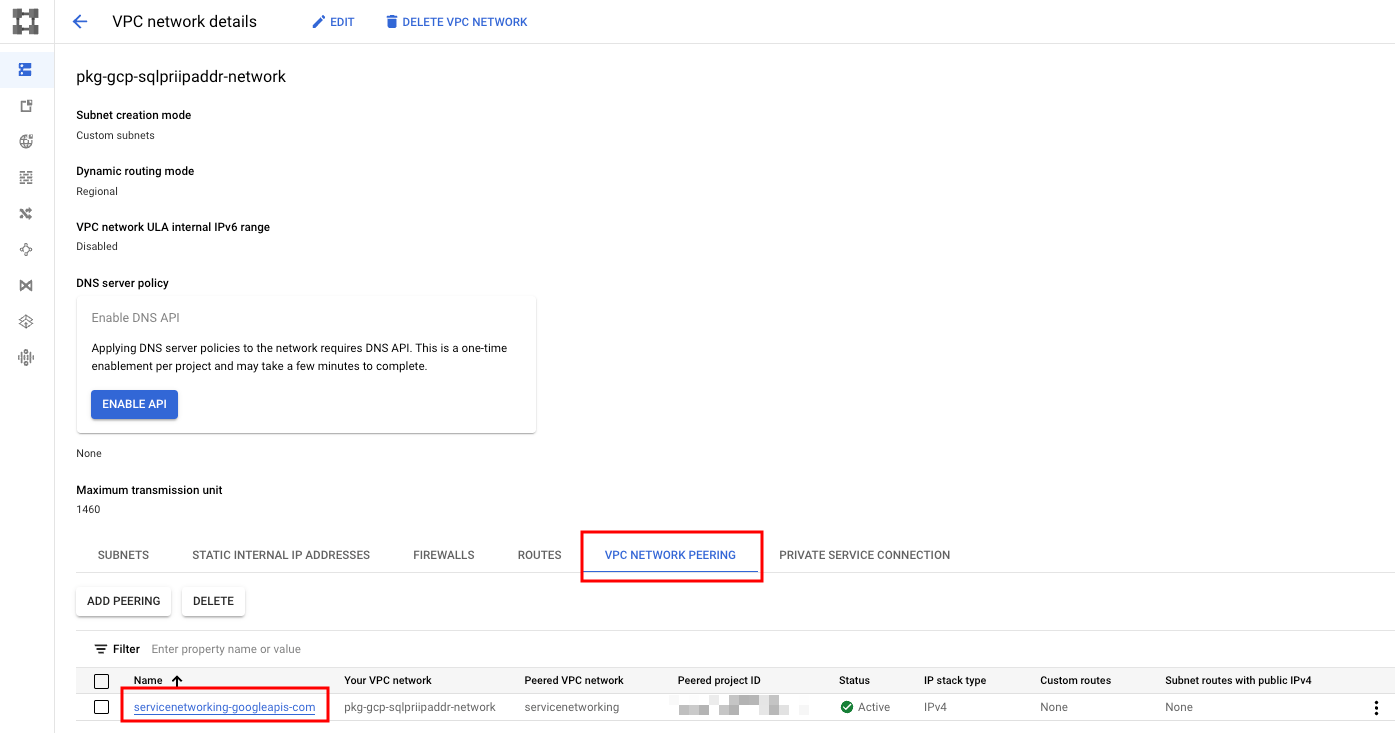 VPC network details EDIT DELETE VPC NETWORK
pkg-gcp-sqlpriipaddr-network
Subnet creation mode
Custom subnets
Dynamic routing mode
Regional
VPC network ULA internal IPv6 range
Disabled
DNS server policy
Enable DNS API
Applying DNS server policies to the network requires DNS API. This is a one-time
enablement per project and may take a few minutes to complete.
ENABLE API
None
Maximum transmission unit
1460
SUBNETS STATIC INTERNAL IP ADDRESSES FIREWALLS ROUTES VPC NETWORK PEERING PRIVATE SERVICE CONNECTION
ADD PEERING DELETE
Filter Enter property name or value
Name Your VPC network Peered VPC network Peered project ID Status IP stack type Custom routes Subnet routes with public IPv4
servicenetworking-googleapis-com pkg-gcp-sqlpriipaddr-network servicenetworking Active IPv4 None None